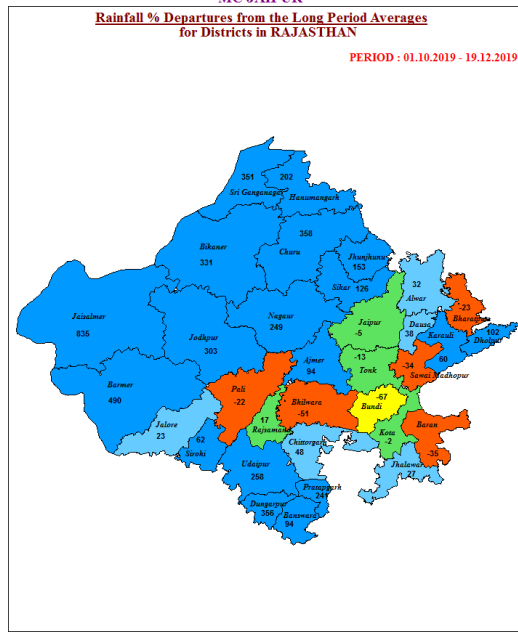 MC JAIPUR
Rainfall % Departures from the Long Period Averages
for Districts in RAJASTHAN
PERIOD : 01.10.2019 - 19.12.2019
351
202
Sri Ganganagar
Hanumangarh
358
Bikaner
Churu
331
Jhunjhunu
153
Sikar
126
32
Alwar
-23
Jaisalmer
835
Nagaur
249
Jaipur
-5
Dausa
38
Bharatpur
Karauli
102
Dholpur
Jodhpur
303
-13
60
Ajmer
94
Tonk
-34
Sawai Madhopur
Barmer
490
Pali
-22
Bhilwara
-51
-67
Bundi
17
Rajsamand
Baran
Jalore
23
62
Sirohi
Kota
-2
Chittorgarh
48
-35
Udaipur
258
Jhalawar
27
Pratapgarh
241
Dungarpur
356
Banswara
94